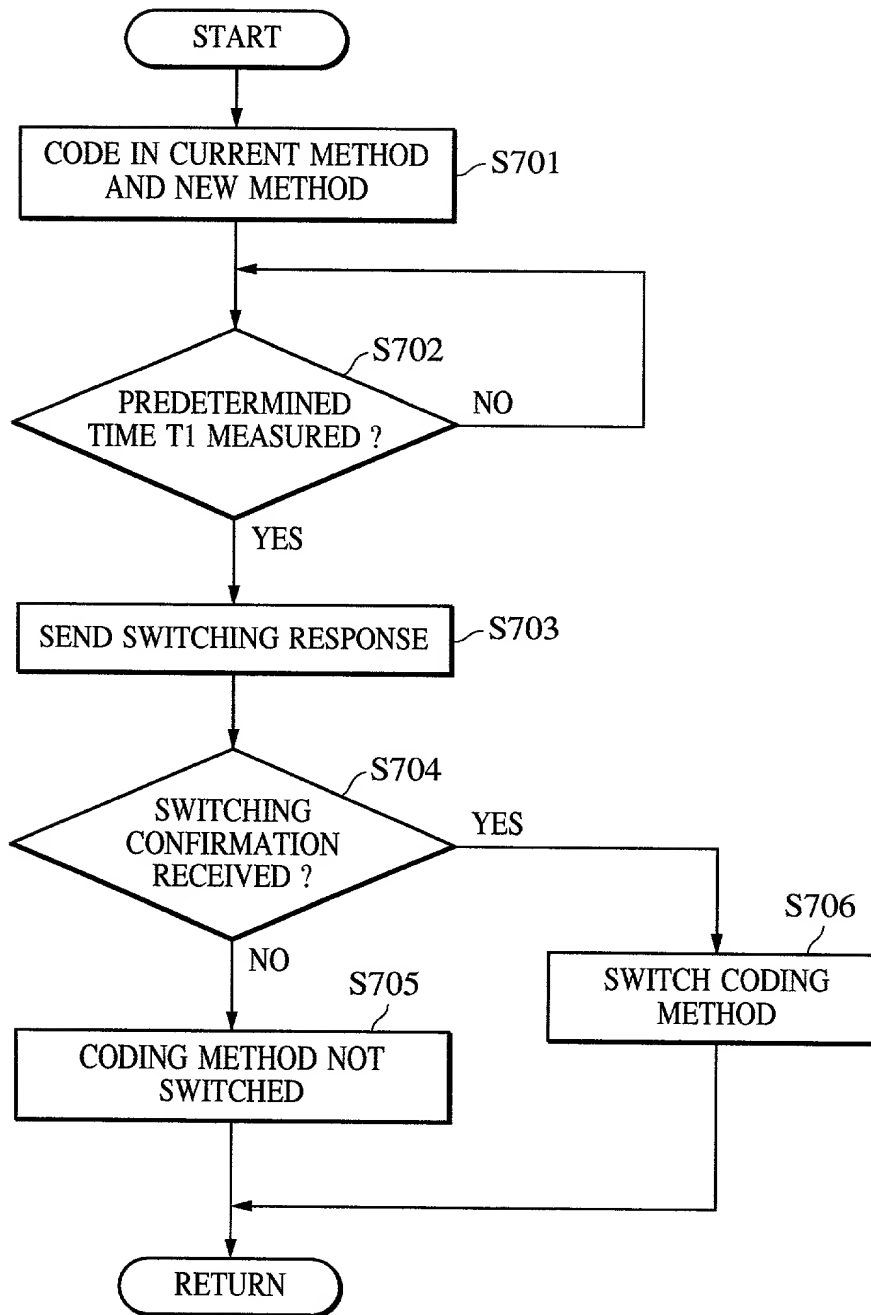 START
CODE IN CURRENT METHOD
AND NEW METHOD
S701
S702
PREDETERMINED
TIME T1 MEASURED ?
NO
YES
SEND SWITCHING RESPONSE
S703
S704
SWITCHING
CONFIRMATION
RECEIVED ?
YES
NO
S706
SWITCH CODING
METHOD
S705
CODING METHOD NOT
SWITCHED
RETURN